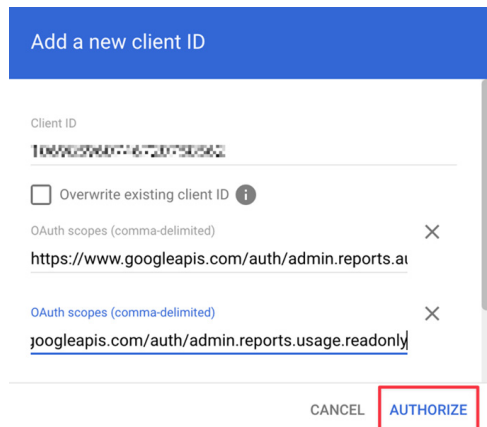 Add a new client ID
Client ID
Overwrite existing client ID
OAuth scopes (comma-delimited)
https://www.googleapis.com/auth/admin.reports.au
OAuth scopes (comma-delimited)
googleapis.com/auth/admin.reports.usage.readonly
CANCEL AUTHORIZE